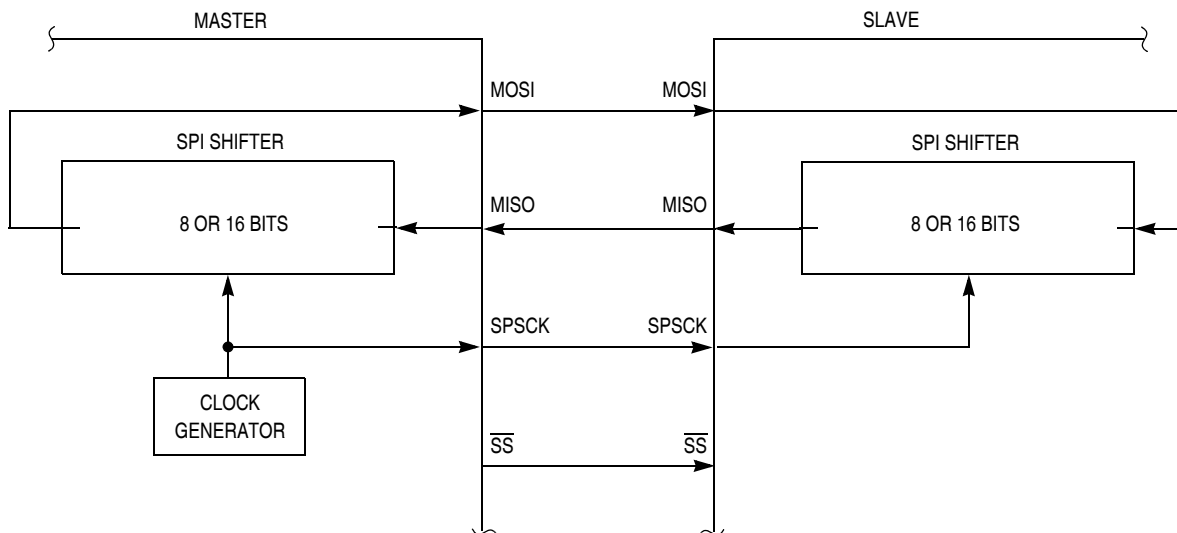 MASTER
SLAVE
MOSI MOSI
SPI SHIFTER
SPI SHIFTER
MISO MISO
8 OR 16 BITS
8 OR 16 BITS
SPSCK SPSCK
CLOCK
GENERATOR
SS SS